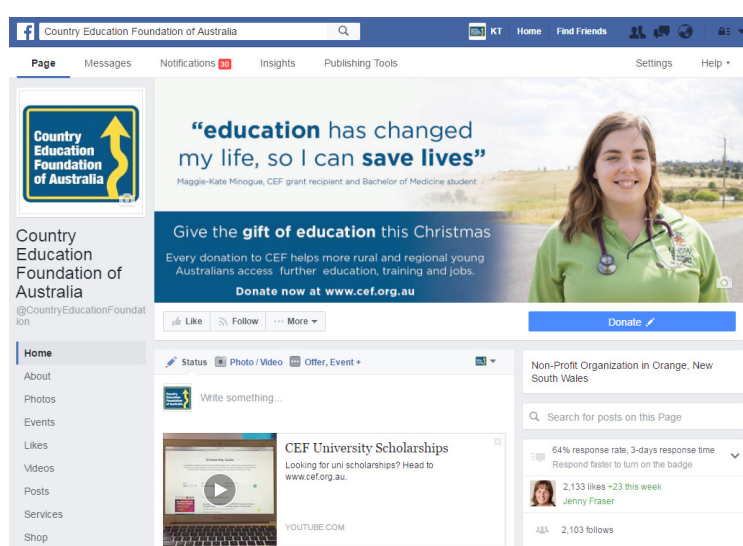 Country Education Foundation of Australia
KT Home Find Friends
Page Messages Notifications 30 Insights Publishing Tools Settings Help
Country
Education
Foundation
of Australia
“education has changed
my life, so I can save lives”
Maggie-Kate Minogue, CEF grant recipient and Bachelor of Medicine student
Give the gift of education this Christmas
Every donation to CEF helps more rural and regional young
Australians access further education, training and jobs.
Donate now at www.cef.org.au
Country
Education
Foundation of
Australia
@CountryEducationFoundat
ion
Like Follow More
Donate
Home
About
Photos
Events
Likes
Videos
Posts
Services
Shop
Status Photo / Video Offer, Event +
Write something...
CEF University Scholarships
Looking for uni scholarships? Head to
www.cef.org.au.
YOUTUBE.COM
Non-Profit Organization in Orange, New
South Wales
Search for posts on this Page
64% response rate, 3-days response time
Respond faster to turn on the badge
2,133 likes +23 this week
Jenny Fraser
2,103 follows